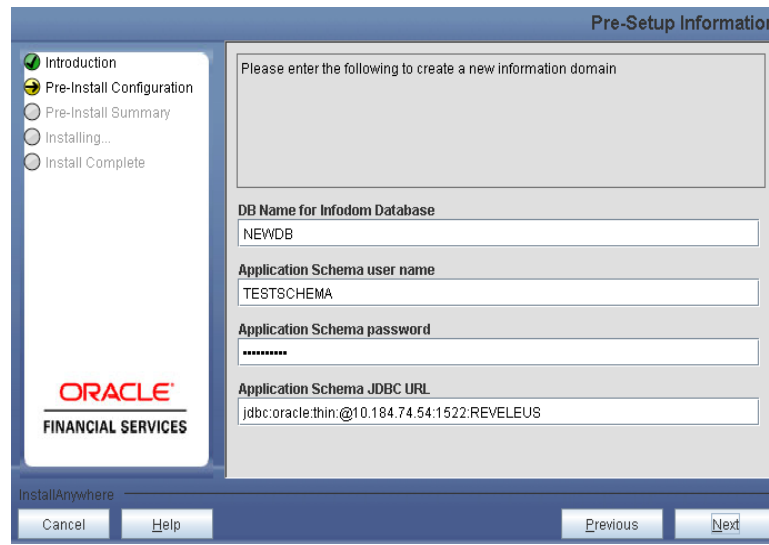 Pre-Setup Information
Introduction
Pre-Install Configuration
Pre-Install Summary
Installing...
Install Complete
Please enter the following to create a new information domain
DB Name for Infodom Database
NEWDB
Application Schema user name
TESTSCHEMA
Application Schema password
••••••••••
Application Schema JDBC URL
jdbc:oracle:thin:@10.184.74.54:1522:REVELEUS
ORACLE
FINANCIAL SERVICES
InstallAnywhere
Cancel
Help
Previous
Next